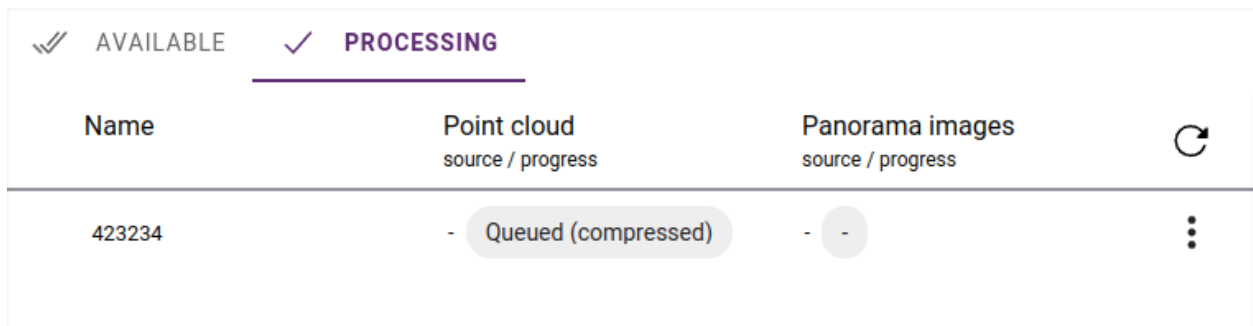 AVAILABLE PROCESSING
Name Point cloud Panorama images
source / progress source / progress
423234 - Queued (compressed) - -